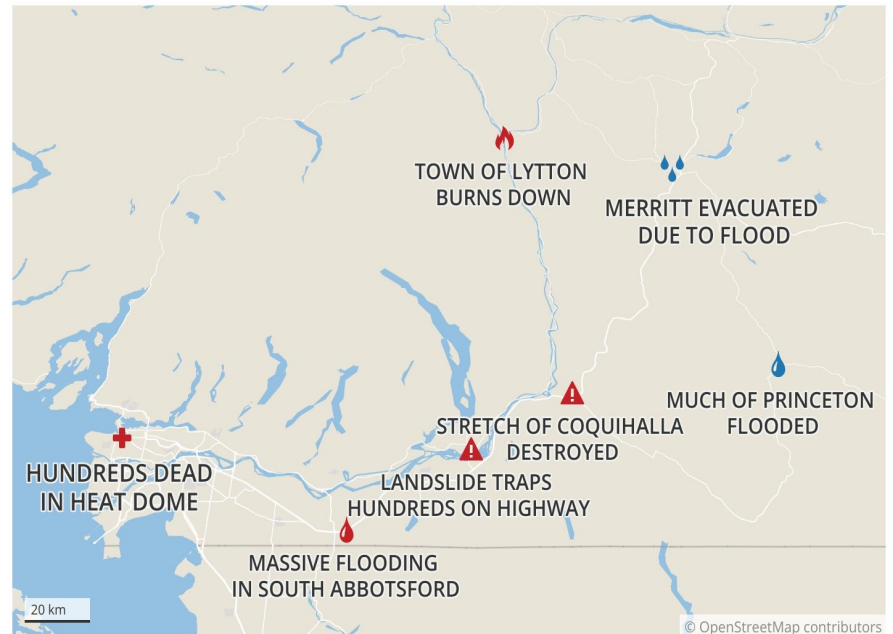 TOWN OF LYTTON
BURNS DOWN
MERRITT EVACUATED
DUE TO FLOOD
MUCH OF PRINCETON
FLOODED
STRETCH OF COQUIHALLA
DESTROYED
HUNDREDS DEAD
IN HEAT DOME
LANDSLIDE TRAPS
HUNDREDS ON HIGHWAY
MASSIVE FLOODING
IN SOUTH ABBOTSFORD
20 km
© OpenStreetMap contributors